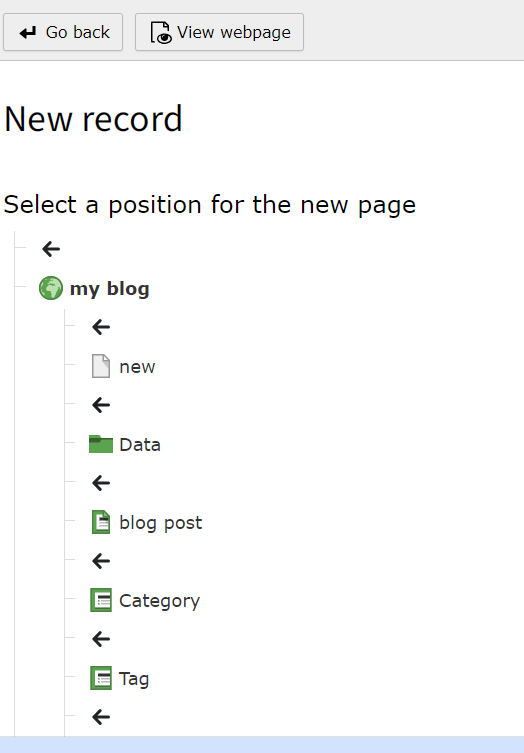 Go back View webpage
New record
Select a position for the new page
my blog
new
Data
blog post
Category
Tag